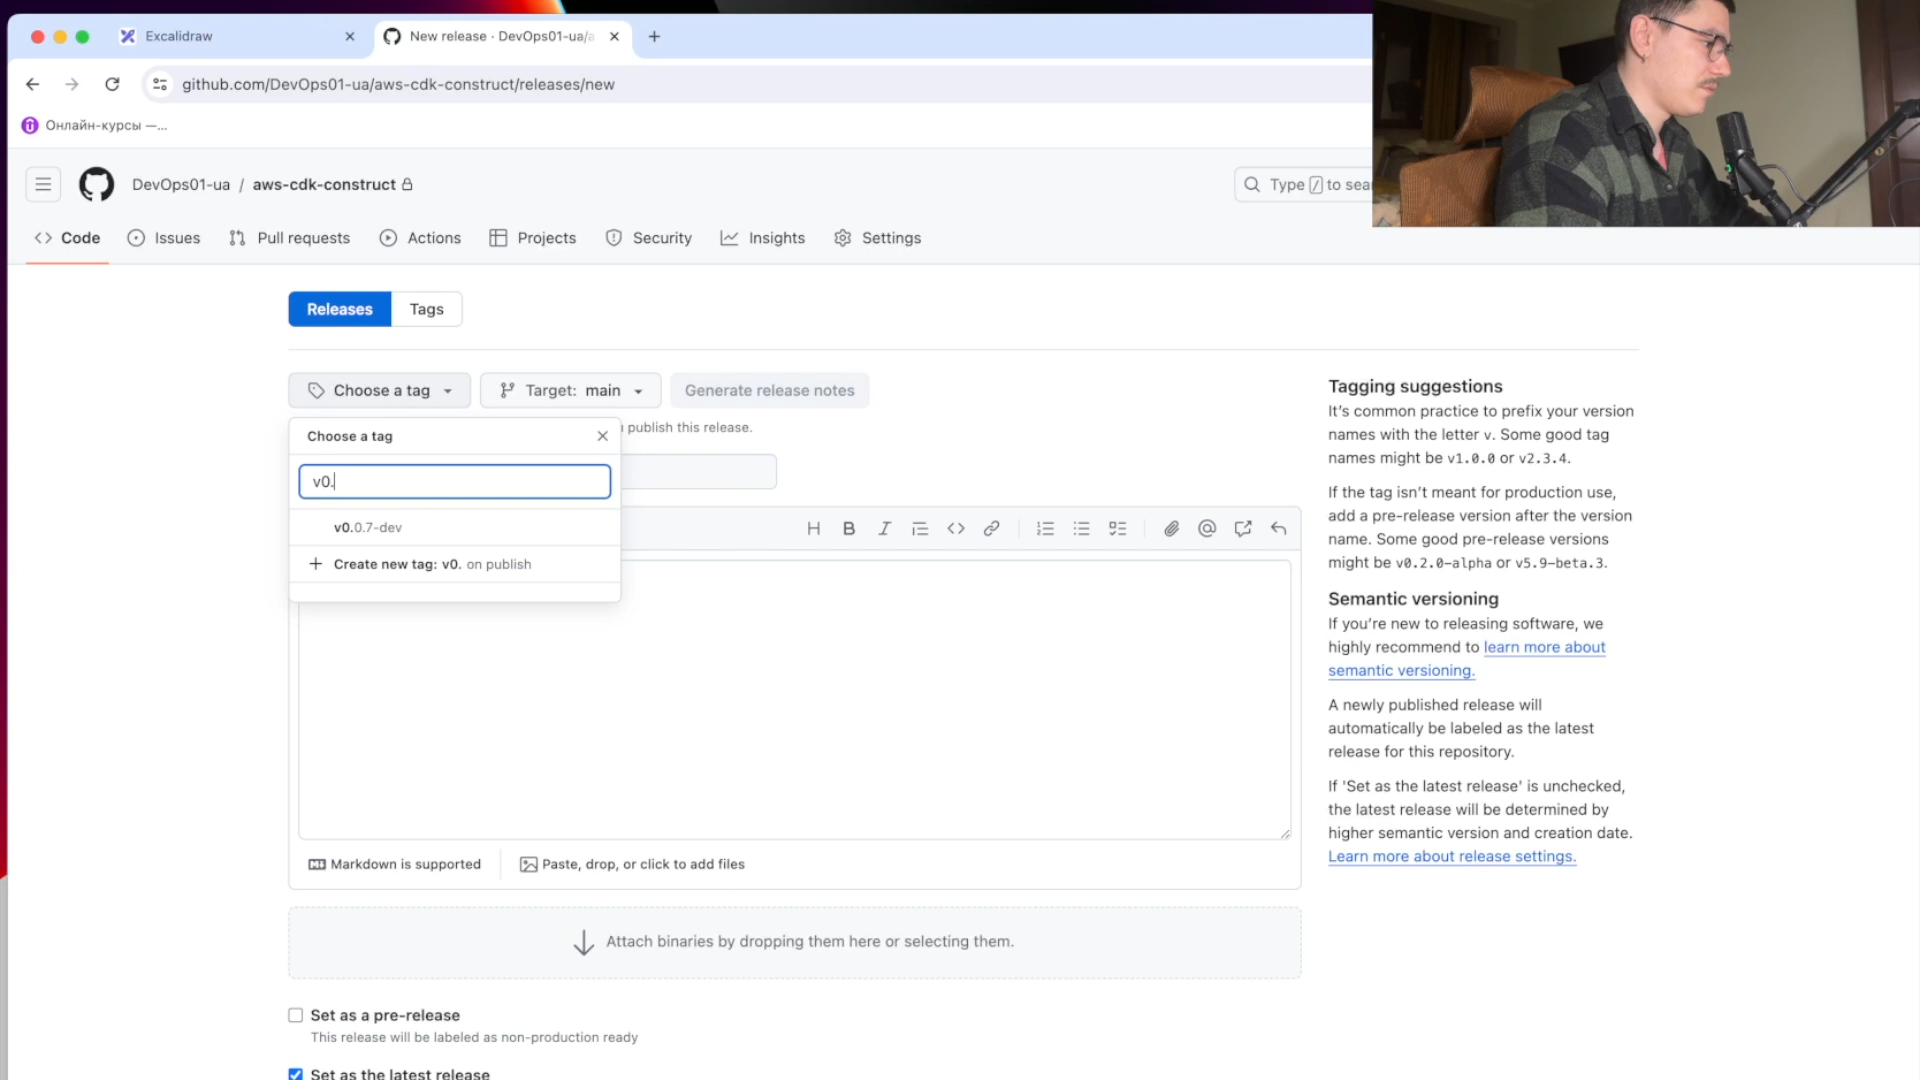 Excalidraw
New release · DevOps01-ua/a
github.com/DevOps01-ua/aws-cdk-construct/releases/new
Онлайн-курсы —...
DevOps01-ua / aws-cdk-construct
Type / to sear
Code Issues Pull requests Actions Projects Security Insights Settings
Releases Tags
Choose a tag Target: main Generate release notes
Choose a tag
publish this release.
v0.
v0.0.7-dev
+ Create new tag: v0. on publish
Markdown is supported Paste, drop, or click to add files
Attach binaries by dropping them here or selecting them.
Set as a pre-release
This release will be labeled as non-production ready
Set as the latest release
Tagging suggestions
It's common practice to prefix your version
names with the letter v. Some good tag
names might be v1.0.0 or v2.3.4.
If the tag isn't meant for production use,
add a pre-release version after the version
name. Some good pre-release versions
might be v0.2.0-alpha or v5.9-beta.3.
Semantic versioning
If you're new to releasing software, we
highly recommend to learn more about
semantic versioning.
A newly published release will
automatically be labeled as the latest
release for this repository.
If 'Set as the latest release' is unchecked,
the latest release will be determined by
higher semantic version and creation date.
Learn more about release settings.